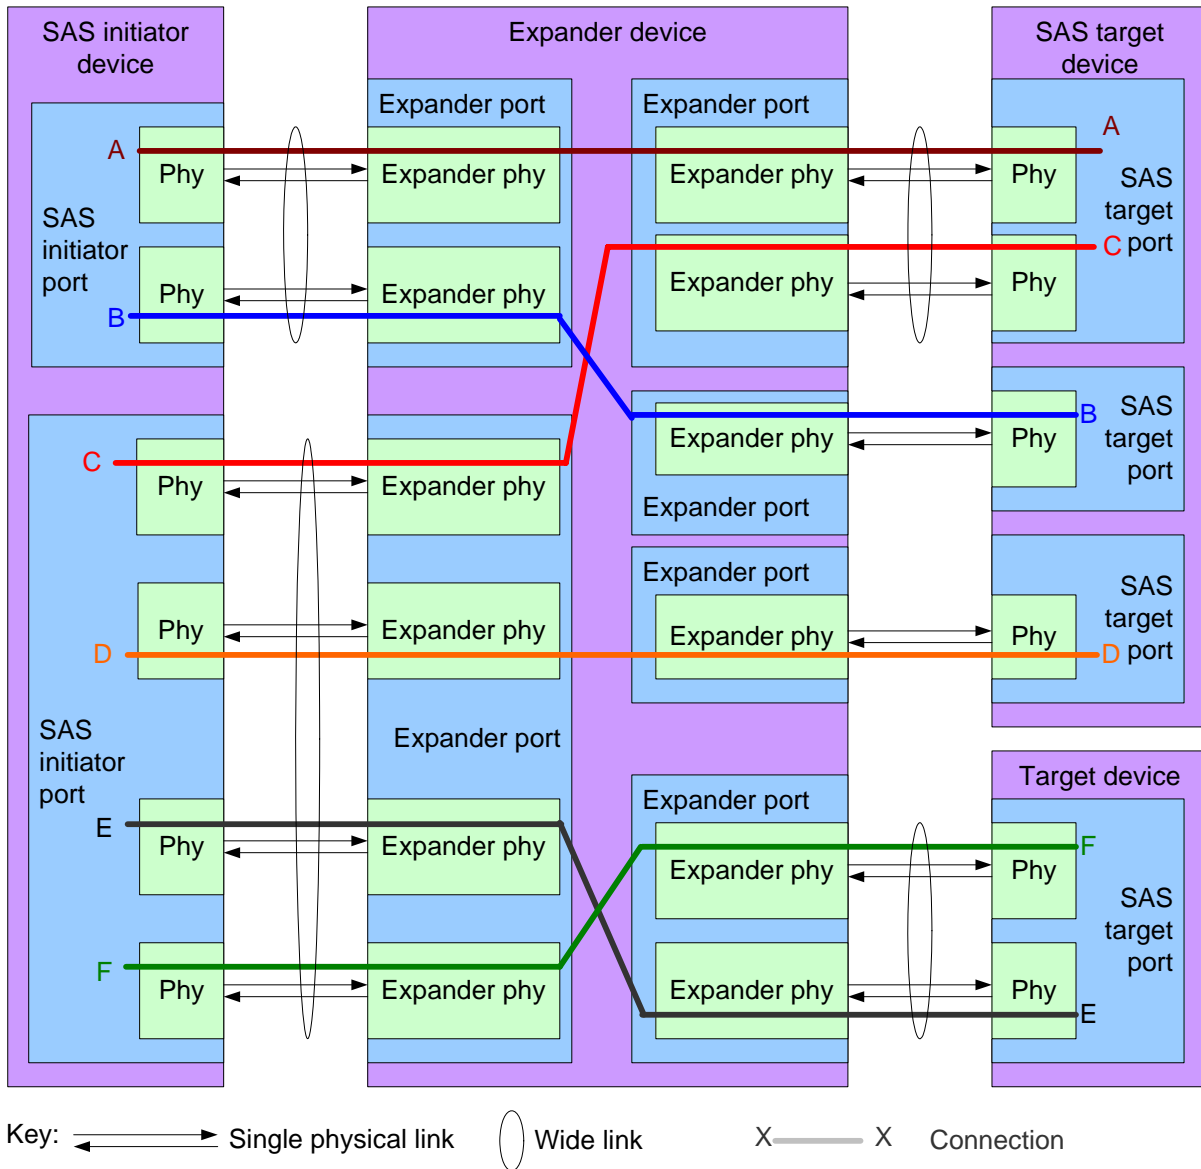 SAS initiator
device
Expander device
SAS target
device
Expander port
Expander port
A
A
Phy
Expander phy
Expander phy
Phy
SAS
target
port
SAS
initiator
port
C
Phy
Expander phy
Expander phy
Phy
B
B
SAS
target
port
Expander phy
Phy
C
Phy
Expander phy
Expander port
Expander port
SAS
target
port
Phy
Expander phy
Expander phy
Phy
D
D
SAS
initiator
port
Expander port
Target device
Expander port
E
Phy
Expander phy
Expander phy
Phy
F
SAS
target
port
F
Phy
Expander phy
Expander phy
Phy
E
Key:
Single physical link
Wide link
X
X
Connection